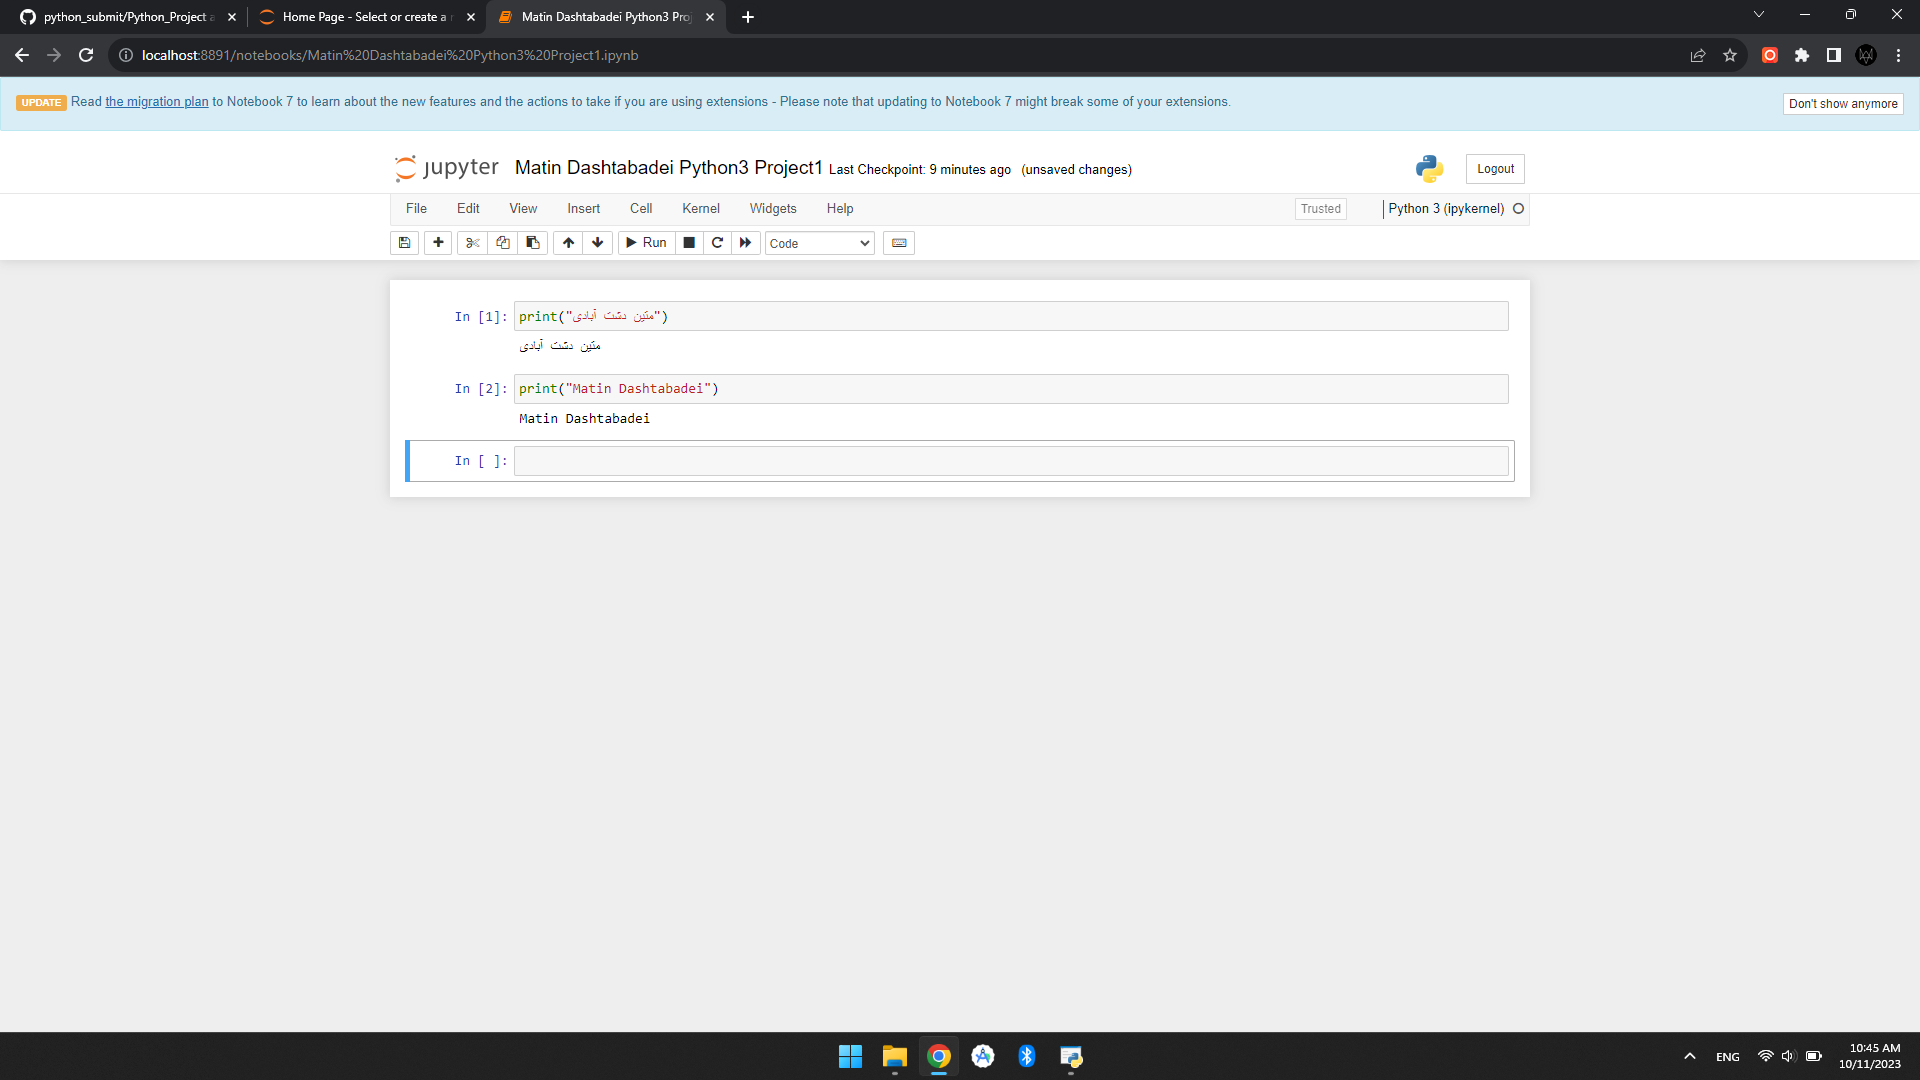 python_submit/Python_Project
Home Page - Select or create a
Matin Dashtabadei Python3
localhost:8891/notebooks/Matin%20Dashtabadei%20Python3%20Project1.ipynb
UPDATE Read the migration plan to Notebook 7 to learn about the new features and the actions to take if you are using extensions - Please note that updating to Notebook 7 might break some of your extensions.
Don't show anymore
jupyter Matin Dashtabadei Python3 Project1 Last Checkpoint: 9 minutes ago (unsaved changes)
Logout
File Edit View Insert Cell Kernel Widgets Help
Trusted
Python 3 (ipykernel)
Run
Code
In [1]: print("متین دشت آبادی")
متین دشت آبادی
In [2]: print("Matin Dashtabadei")
Matin Dashtabadei
In [ ]:
ENG
10:45 AM
10/11/2023